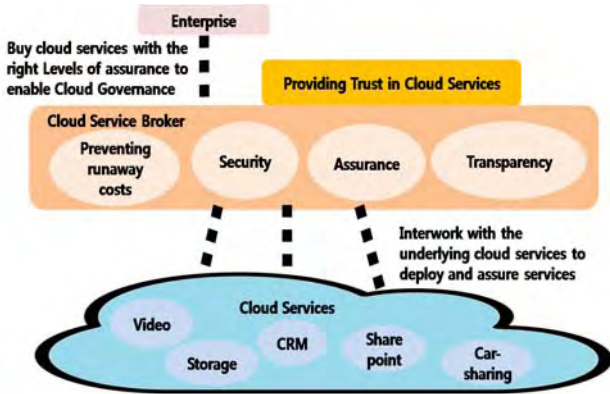 Enterprise
Buy cloud services with the
right Levels of assurance to
enable Cloud Governance
Providing Trust in Cloud Services
Cloud Service Broker
Preventing
runaway
costs
Security
Assurance
Transparency
Interwork with the
underlying cloud services to
deploy and assure services
Cloud Services
Video
Storage
CRM
Share
point
Car-
sharing